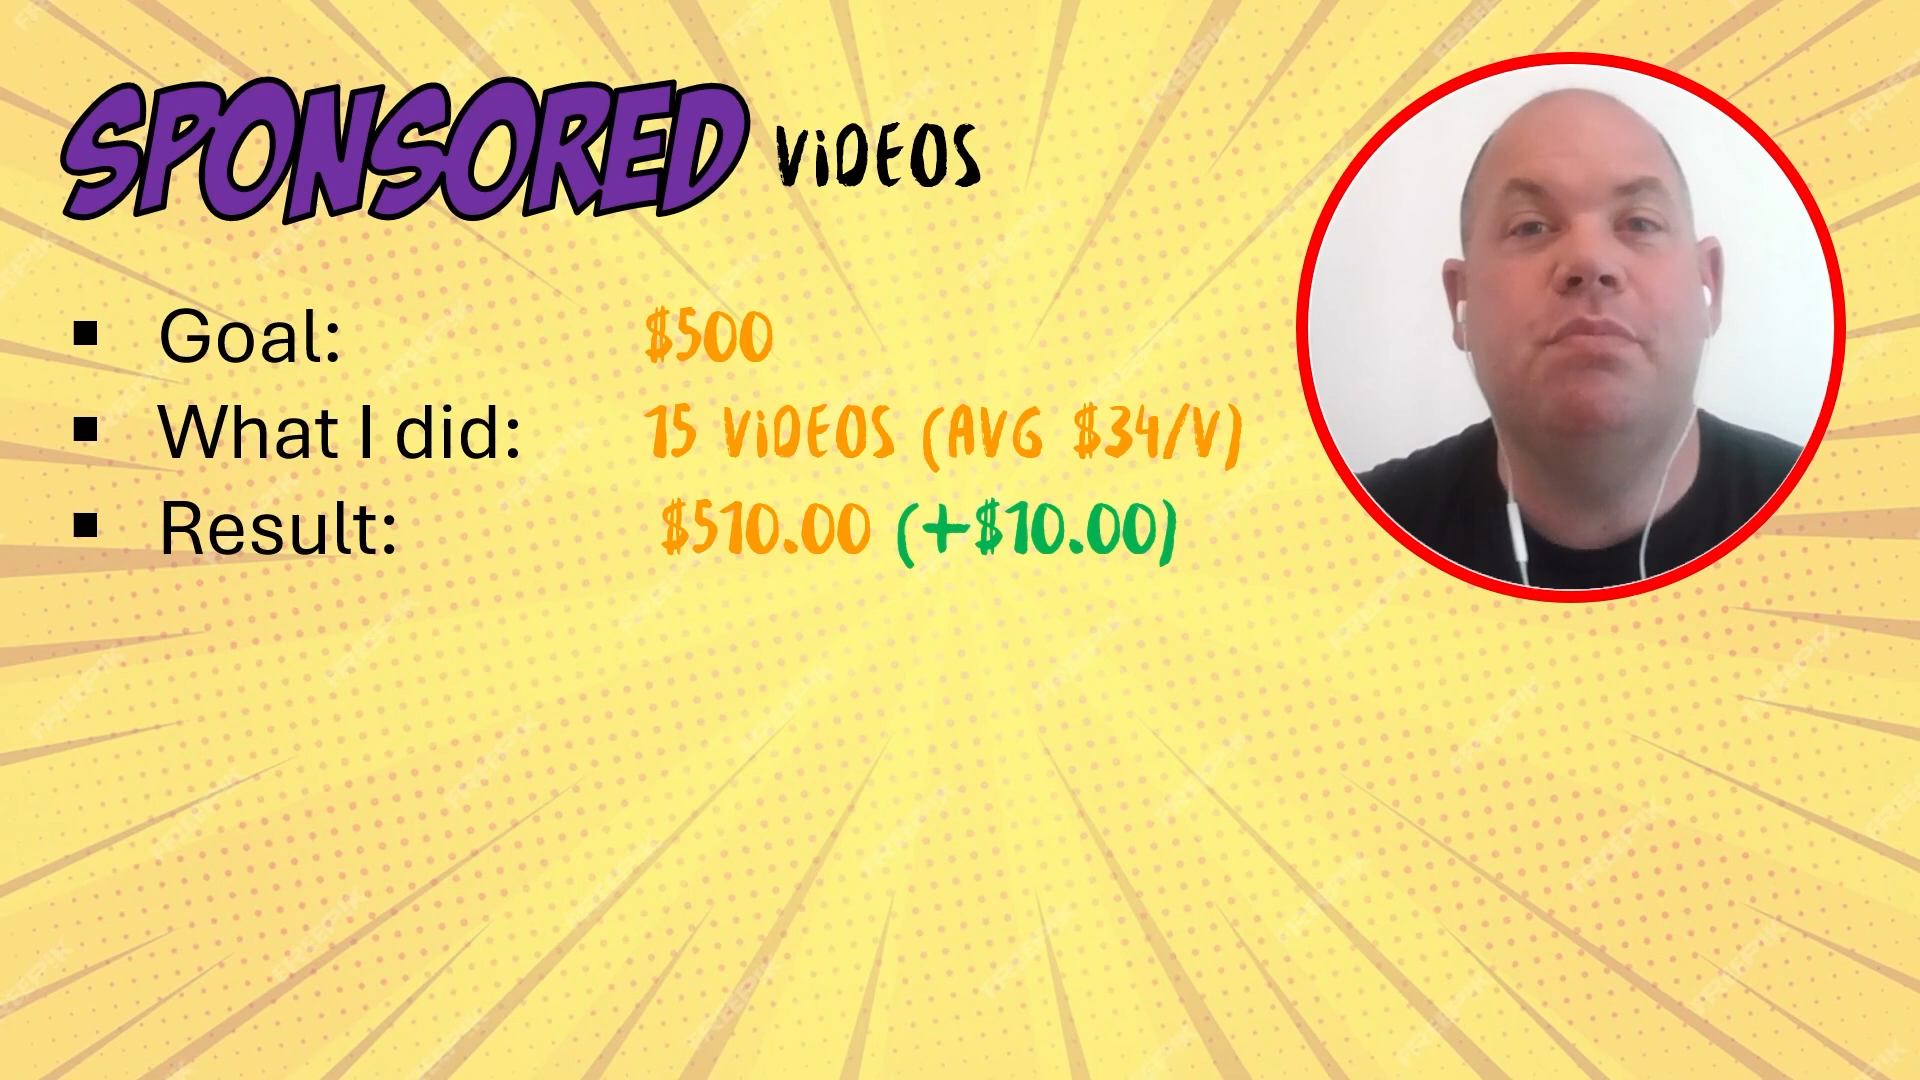 SPONSORED ViDEOS
Goal: $500
What I did: 15 ViDEOS (AVG $34/V)
Result: $510.00 (+$10.00)